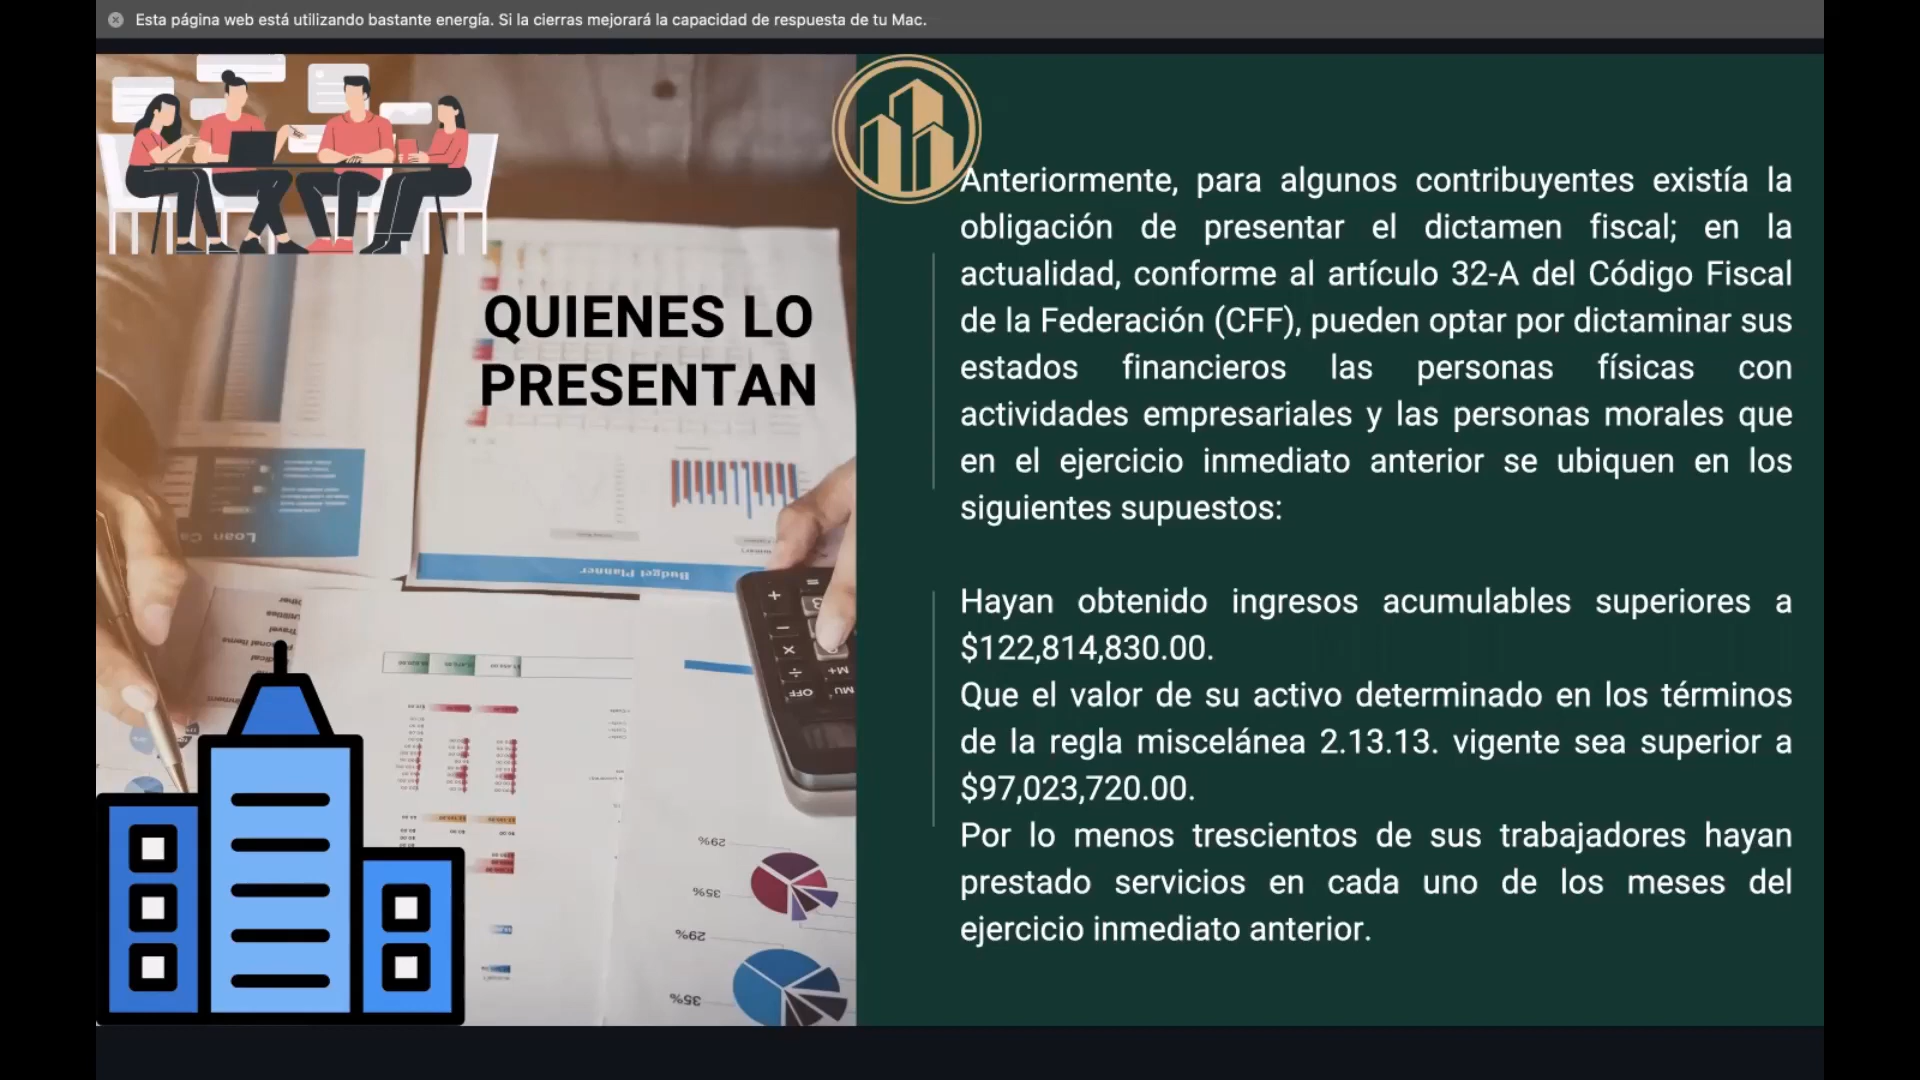 Esta página web está utilizando bastante energía. Si la cierras mejorará la capacidad de respuesta de tu Mac.
QUIENES LO
PRESENTAN
Anteriormente, para algunos contribuyentes existía la
obligación de presentar el dictamen fiscal; en la
actualidad, conforme al artículo 32-A del Código Fiscal
de la Federación (CFF), pueden optar por dictaminar sus
estados financieros las personas físicas con
actividades empresariales y las personas morales que
en el ejercicio inmediato anterior se ubiquen en los
siguientes supuestos:
Hayan obtenido ingresos acumulables superiores a
$122,814,830.00.
Que el valor de su activo determinado en los términos
de la regla miscelánea 2.13.13. vigente sea superior a
$97,023,720.00.
Por lo menos trescientos de sus trabajadores hayan
prestado servicios en cada uno de los meses del
ejercicio inmediato anterior.
Budget Planner
29%
35%
29%
35%